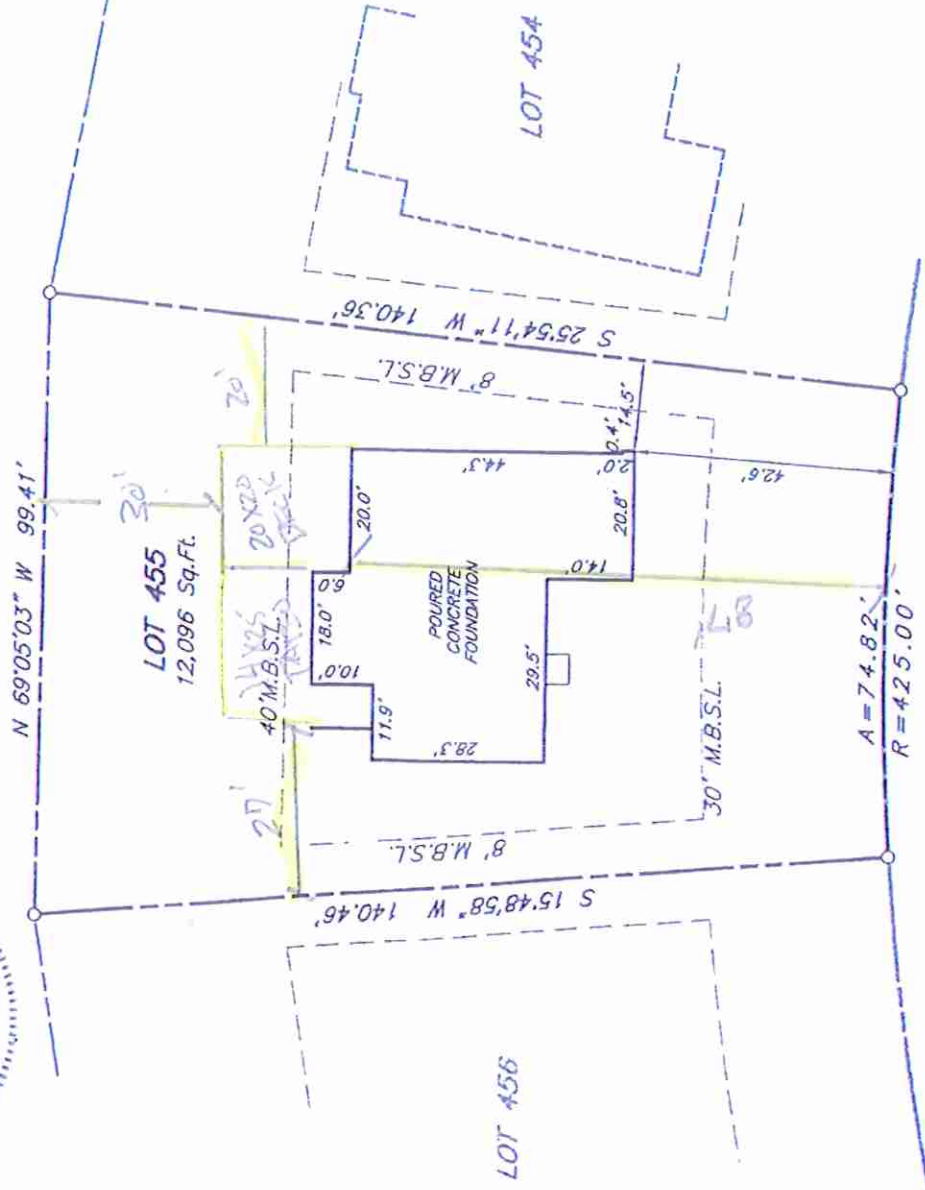 N 69°05'03" W 99.41'
30'
LOT 455
12,096 Sq.Ft.
20'
20X20
DECK
14X25'
40' M.B.S.L.
27'
6.0'
18.0'
10.0'
11.9'
20.0'
POURED
CONCRETE
FOUNDATION
44.3'
28.3'
29.5'
14.0'
20.8'
2.0'
0.4'
14.5'
42.6'
8' M.B.S.L.
8' M.B.S.L.
30' M.B.S.L.
S 25°54'11" W 140.36'
S 15°48'58" W 140.46'
LOT 454
LOT 456
A=74.82'
R=425.00'